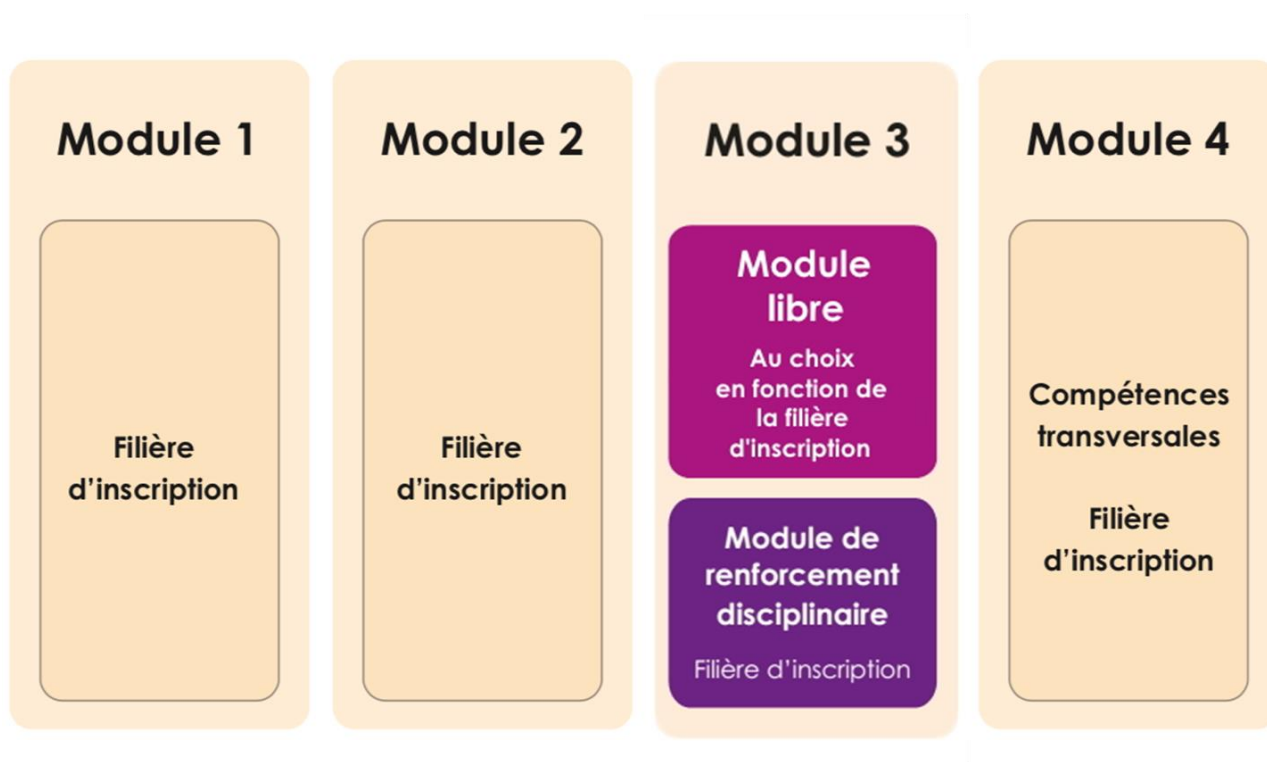 Module 1
Filière
d’inscription
Module 2
Filière
d’inscription
Module 3
Module
libre
Au choix
en fonction de
la filière
d'inscription
Module de
renforcement
disciplinaire
Filière d’inscription
Module 4
Compétences
transversales
Filière
d’inscription